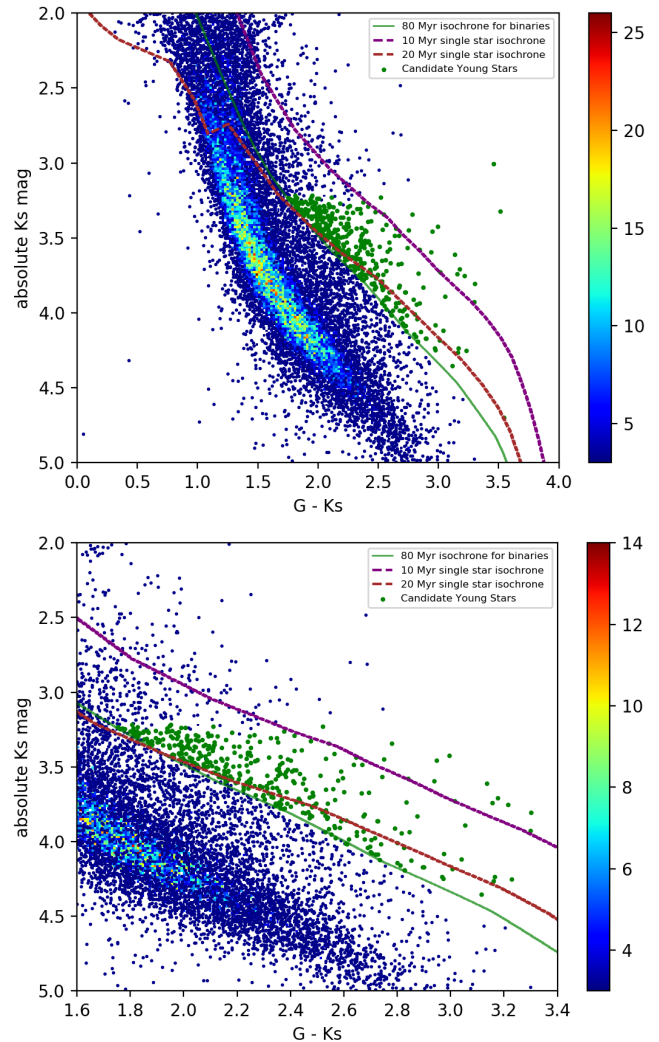 80 Myr isochrone for binaries
10 Myr single star isochrone
20 Myr single star isochrone
Candidate Young Stars
2.0
2.5
3.0
3.5
4.0
4.5
5.0
absolute Ks mag
0.0 0.5 1.0 1.5 2.0 2.5 3.0 3.5 4.0
G - Ks
25
20
15
10
5
80 Myr isochrone for binaries
10 Myr single star isochrone
20 Myr single star isochrone
Candidate Young Stars
2.0
2.5
3.0
3.5
4.0
4.5
5.0
absolute Ks mag
1.6 1.8 2.0 2.2 2.4 2.6 2.8 3.0 3.2 3.4
G - Ks
14
12
10
8
6
4